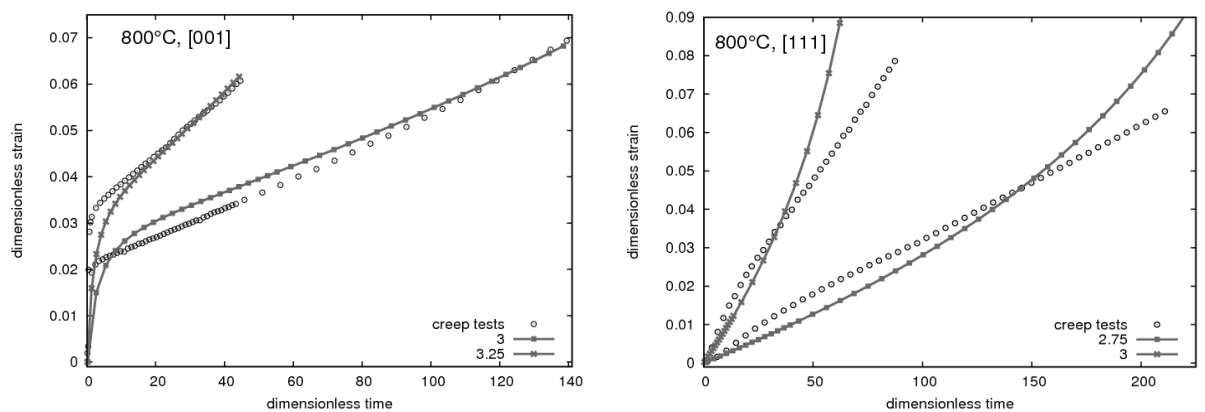 800°C, [001]
dimensionless strain
0.07
0.06
0.05
0.04
0.03
0.02
0.01
0
0 20 40 60 80 100 120 140
dimensionless time
creep tests
3
3.25
800°C, [111]
dimensionless strain
0.09
0.08
0.07
0.06
0.05
0.04
0.03
0.02
0.01
0
0 50 100 150 200
dimensionless time
creep tests
2.75
3